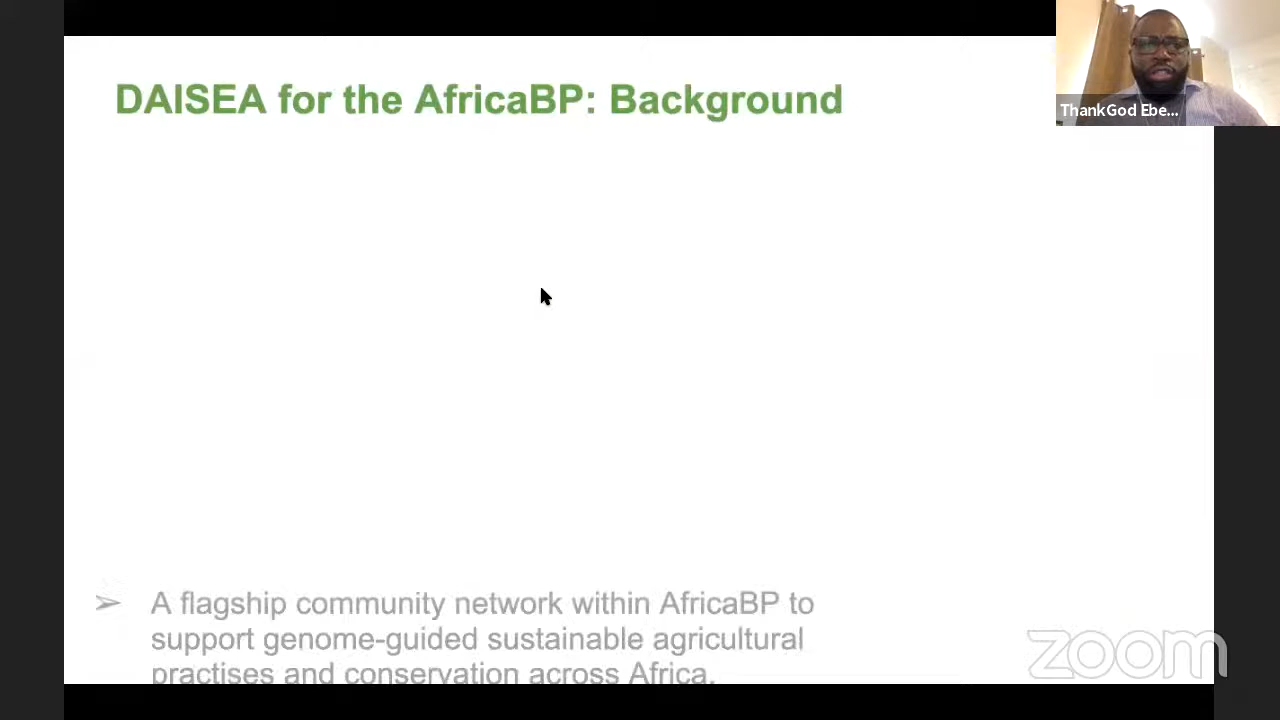 DAISEA for the AfricaBP: Background
ThankGod Ebe...
➢ A flagship community network within AfricaBP to
support genome-guided sustainable agricultural
practises and conservation across Africa.
zoom